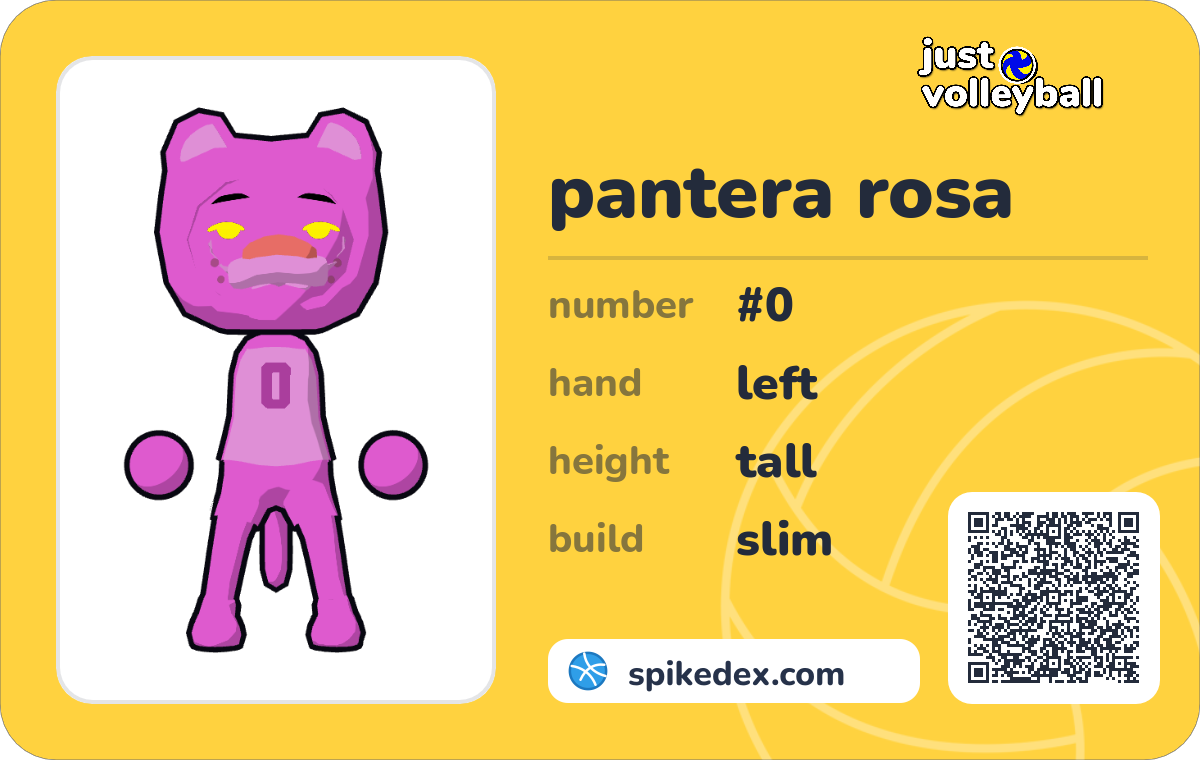 just
volleyball
pantera rosa
number #0
hand left
height tall
build slim
0
spikedex.com